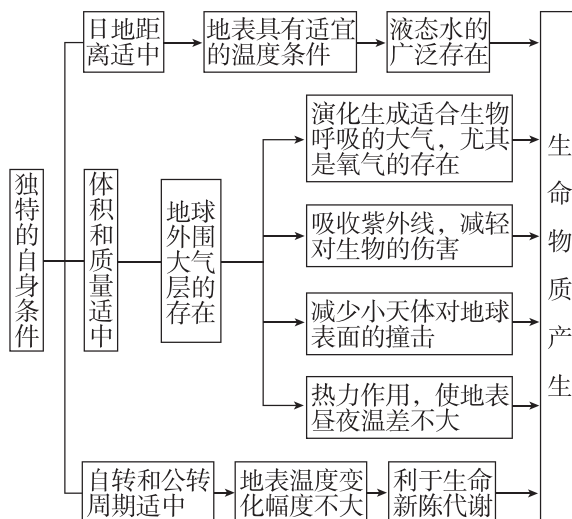 日地距
离适中
地表具有适宜
的温度条件
液态水的
广泛存在
独特的自身条件
体积和质量适中
地球
外围
大气
层的
存在
演化生成适合生物
呼吸的大气，尤其
是氧气的存在
吸收紫外线，减轻
对生物的伤害
减少小天体对地球
表面的撞击
热力作用，使地表
昼夜温差不大
自转和公转
周期适中
地表温度变
化幅度不大
利于生命
新陈代谢
生命物质产生